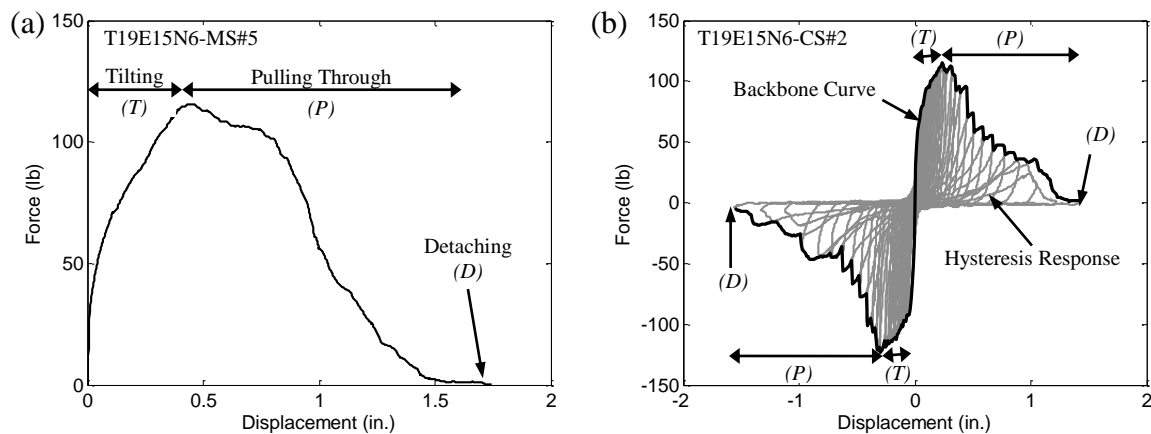 (a)
T19E15N6-MS#5
Tilting
(T)
Pulling Through
(P)
Detaching
(D)
150
100
50
0
Force (lb)
0
0.5
1
1.5
2
Displacement (in.)
(b)
T19E15N6-CS#2
(T)
(P)
Backbone Curve
(D)
Hysteresis Response
(D)
(P)
(T)
150
100
50
0
-50
-100
-150
Force (lb)
-2
-1
0
1
2
Displacement (in.)